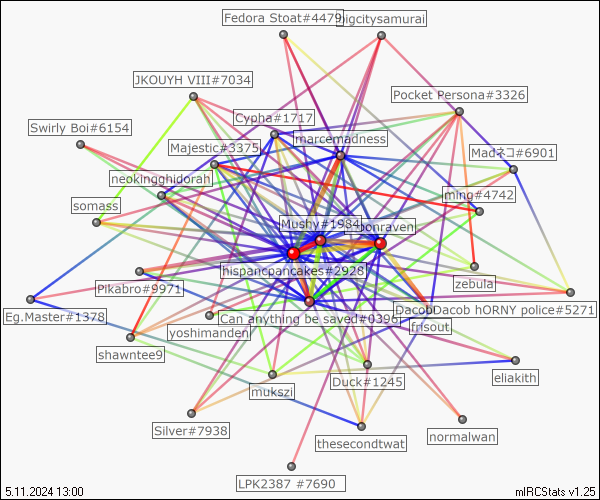 Fedora Stoat#4479
bigcitysamurai
JKOUYH VIII#7034
Pocket Persona#3326
Cypha#1717
Swirly Boi#6154
marcemadness
Majestic#3375
Madネコ#6901
neokingghidorah
ming#4742
somass
Mushy#1984
onraven
hispanopancakes#2928
Pikabro#9971
zebula
Eg.Master#1378
Can anything be saved#0396
DacobDacob hORNY police#5271
yoshimanden
frisout
shawntee9
Duck#1245
eliakith
mukszi
Silver#7938
thesecondtwat
normalwan
LPK2387 #7690
5.11.2024 13:00
mIRCStats v1.25